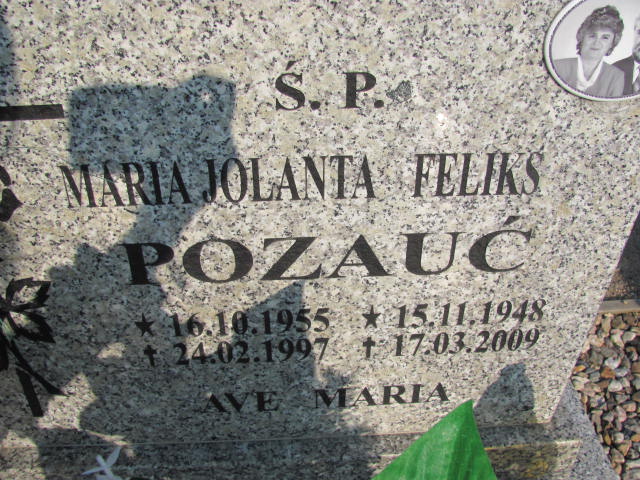 Ś. P.
MARIA JOLANTA FELIKS
POZAUĆ
★ 16.10.1955 ★ 15.11.1948
✝ 24.02.1997 ✝ 17.03.2009
AVE MARIA